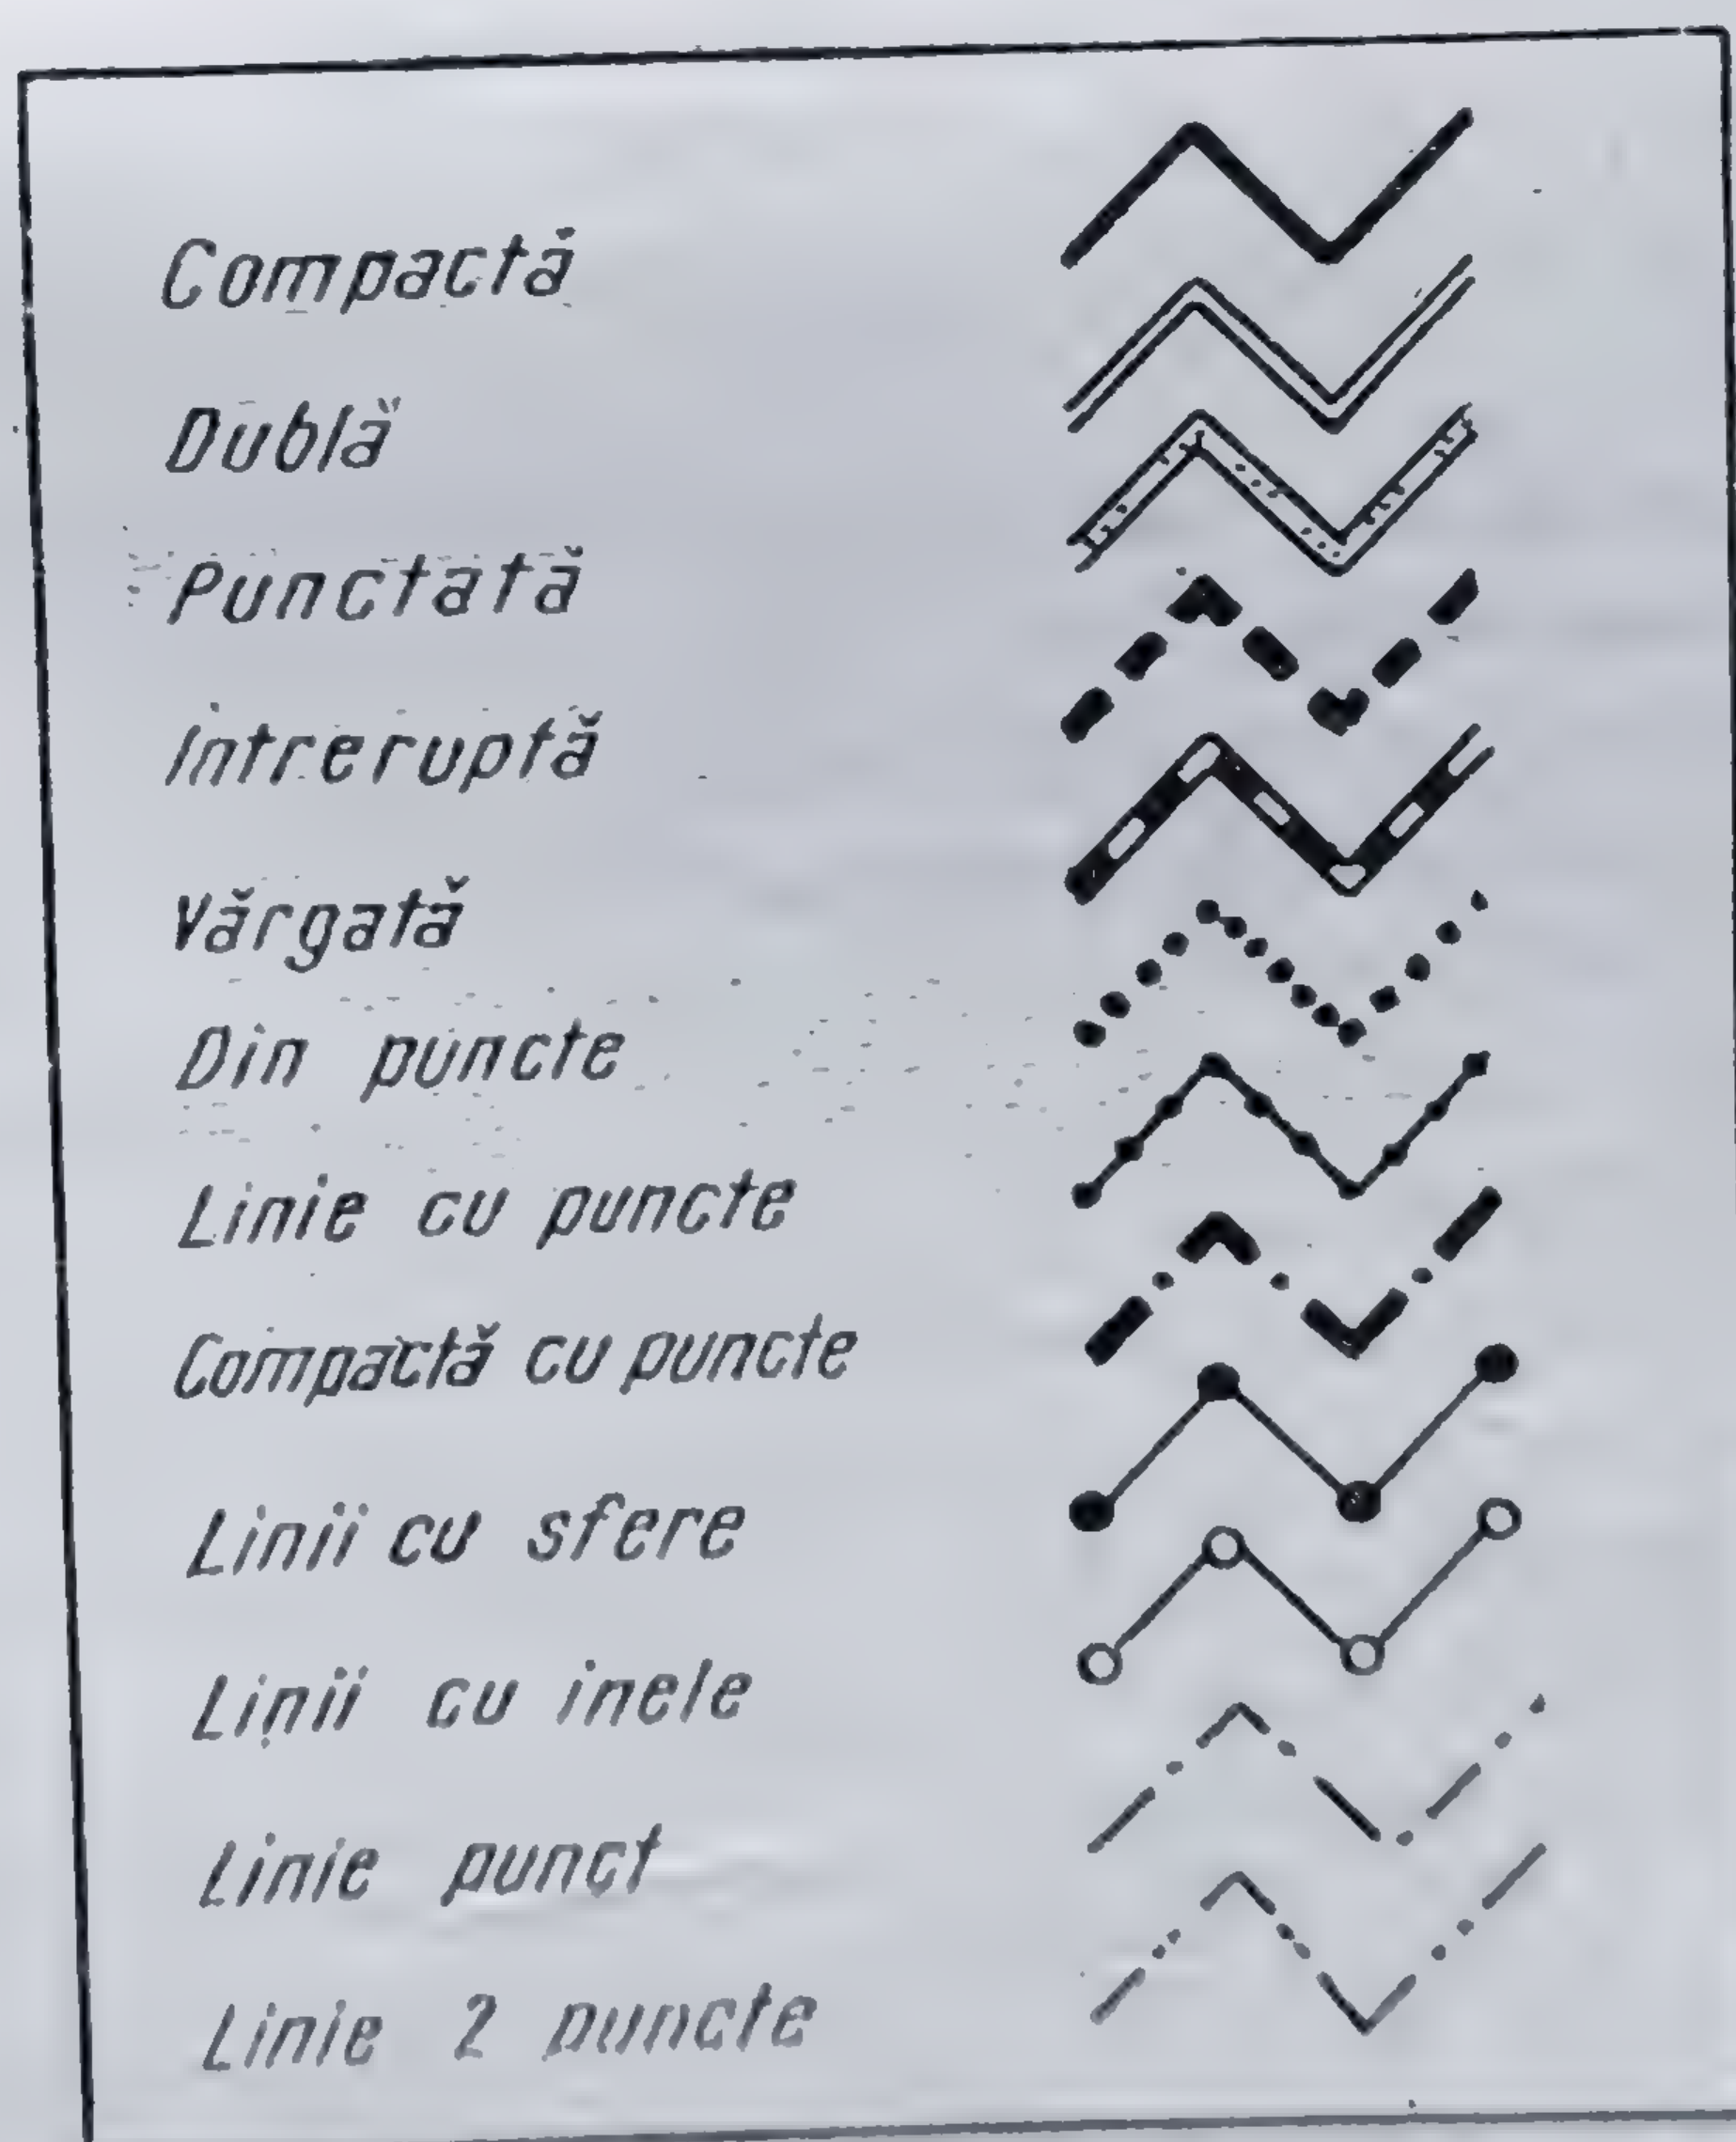 Compactă
Dublă
Punctată
Intreruptă
Vărgată
Din puncte
Linie cu puncte
Compactă cu puncte
Linii cu sfere
Linii cu inele
Linie punct
Linie 2 puncte